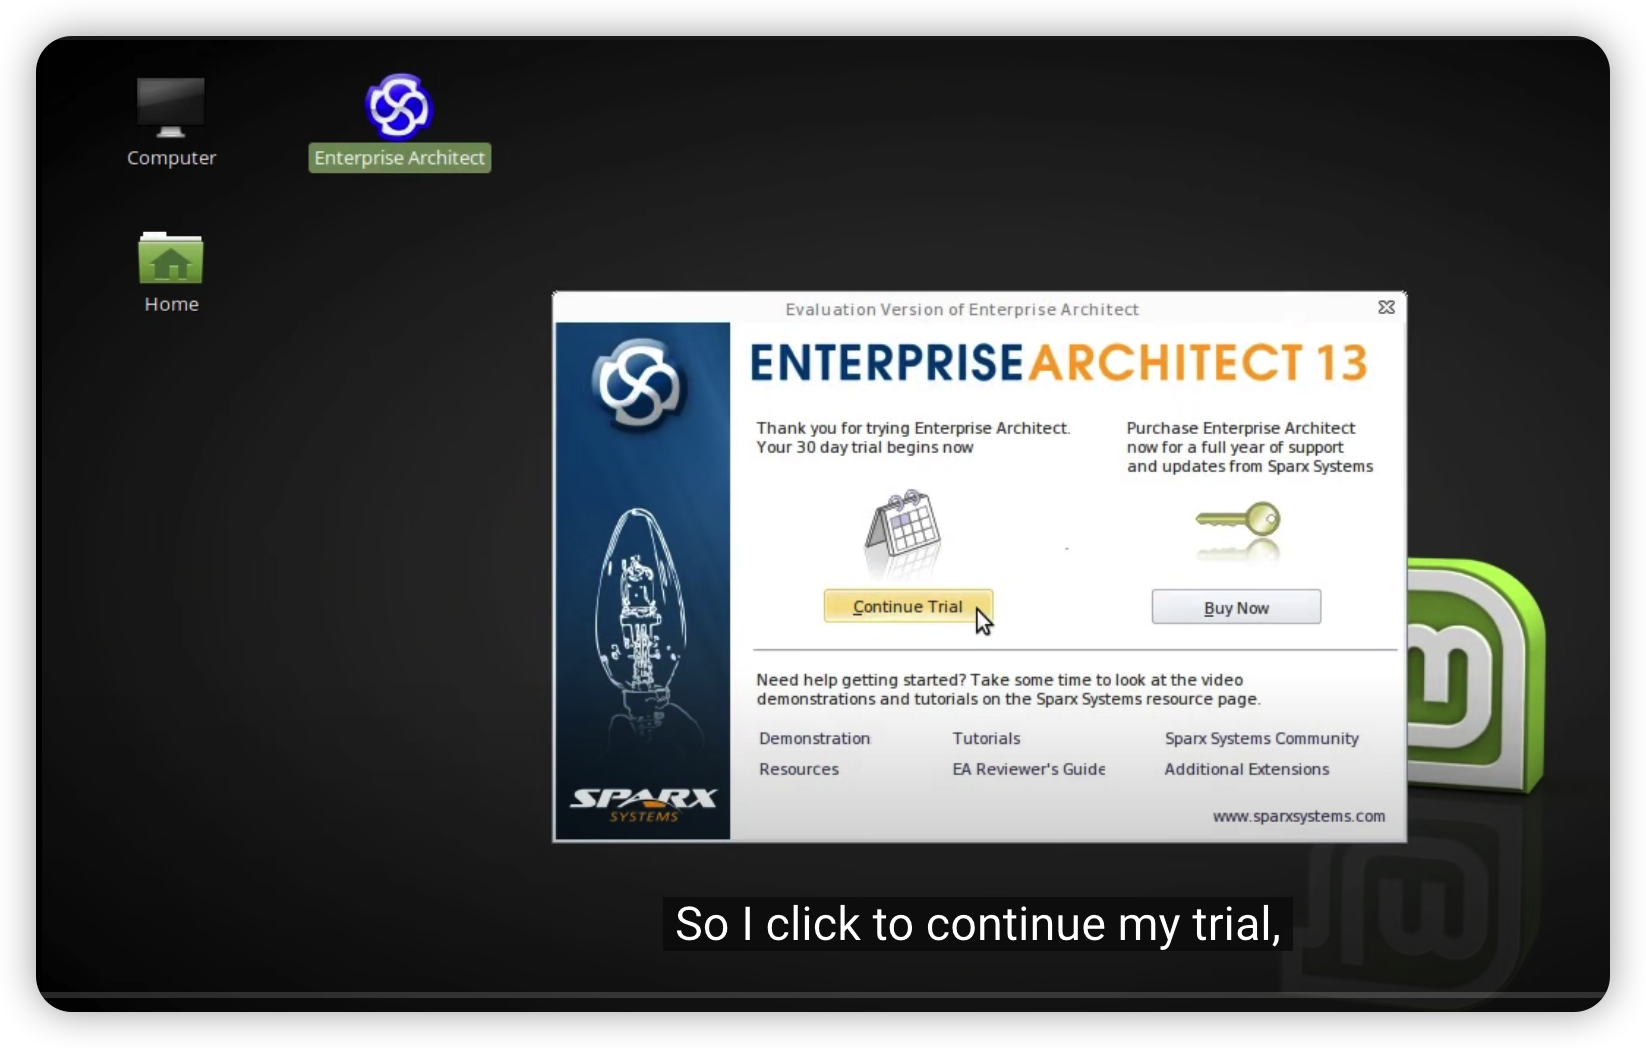 Computer
Enterprise Architect
Home
Evaluation Version of Enterprise Architect
ENTERPRISE ARCHITECT 13
Thank you for trying Enterprise Architect.
Your 30 day trial begins now
Purchase Enterprise Architect
now for a full year of support
and updates from Sparx Systems
Continue Trial
Buy Now
Need help getting started? Take some time to look at the video
demonstrations and tutorials on the Sparx Systems resource page.
Demonstration
Tutorials
Sparx Systems Community
Resources
EA Reviewer's Guide
Additional Extensions
SPARX
SYSTEMS
www.sparxsystems.com
So I click to continue my trial,